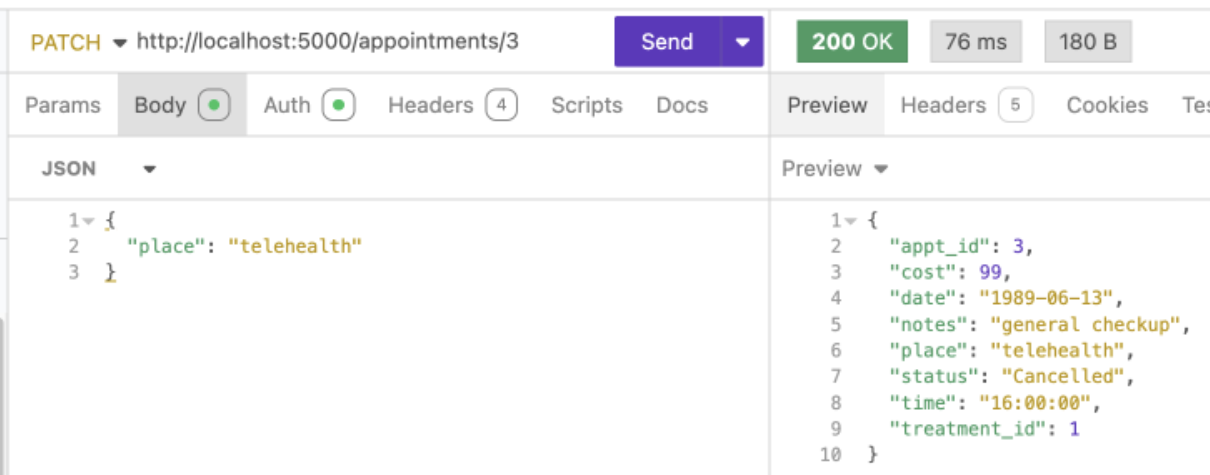 PATCH http://localhost:5000/appointments/3 Send 200 OK 76 ms 180 B
Params Body Auth Headers 4 Scripts Docs Preview Headers 5 Cookies Tes
JSON
1 {
2 "place": "telehealth"
3 }
Preview
1 {
2 "appt_id": 3,
3 "cost": 99,
4 "date": "1989-06-13",
5 "notes": "general checkup",
6 "place": "telehealth",
7 "status": "Cancelled",
8 "time": "16:00:00",
9 "treatment_id": 1
10 }